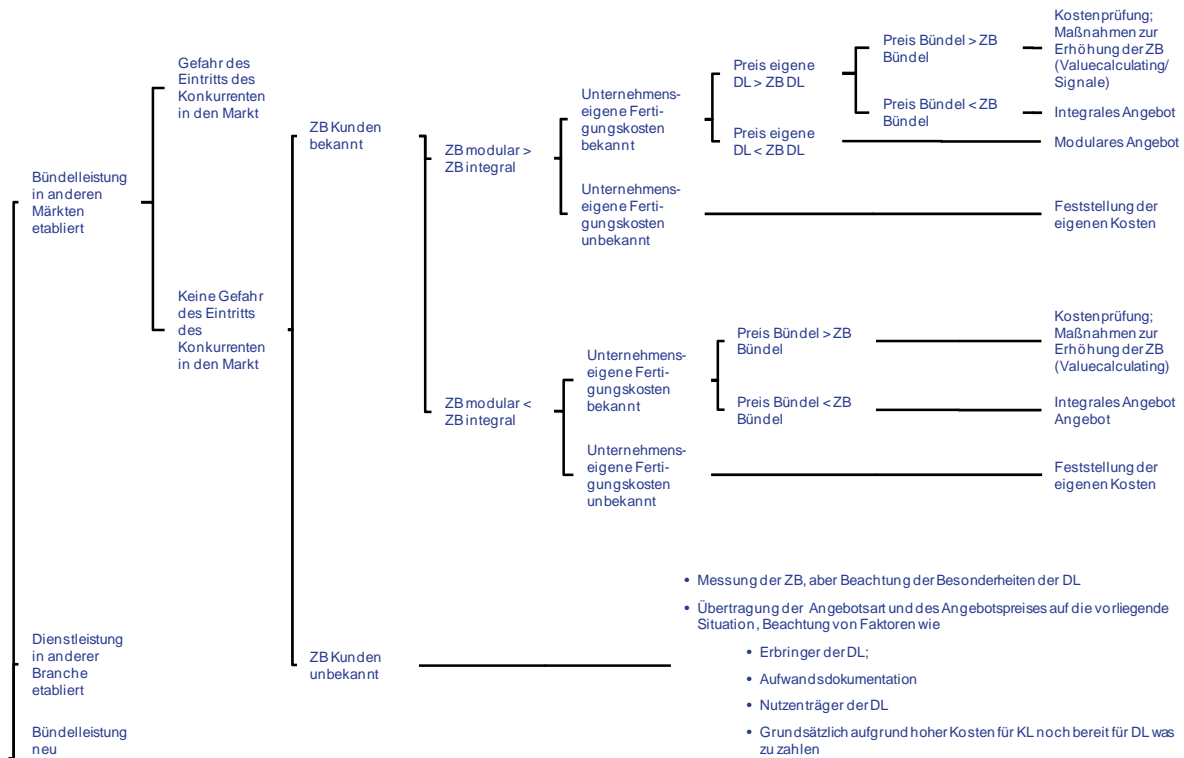 Bündelleistung
in anderen
Märkten
etabliert
Dienstleistung
in anderer
Branche
etabliert
Bündelleistung
neu
Gefahr des
Eintritts des
Konkurrenten
in den Markt
Keine Gefahr
des Eintritts
des
Konkurrenten
in den Markt
ZB Kunden
bekannt
ZB Kunden
unbekannt
ZB modular >
ZB integral
ZB modular <
ZB integral
Unternehmens-
eigene Ferti-
gungskosten
bekannt
Unternehmens-
eigene Ferti-
gungskosten
unbekannt
Unternehmens-
eigene Ferti-
gungskosten
bekannt
Unternehmens-
eigene Ferti-
gungskosten
unbekannt
Preis eigene
DL > ZB DL
Preis eigene
DL < ZB DL
Preis Bündel > ZB
Bündel
Preis Bündel < ZB
Bündel
Preis Bündel > ZB
Bündel
Preis Bündel < ZB
Bündel
Kostenprüfung;
Maßnahmen zur
Erhöhung der ZB
(Valuecalculating/
Signale)
Integrales Angebot
Modulares Angebot
Feststellung der
eigenen Kosten
Kostenprüfung;
Maßnahmen zur
Erhöhung der ZB
(Valuecalculating)
Integrales Angebot
Angebot
Feststellung der
eigenen Kosten
• Messung der ZB, aber Beachtung der Besonderheiten der DL
• Übertragung der Angebotsart und des Angebotspreises auf die vorliegende
Situation, Beachtung von Faktoren wie
• Erbringer der DL;
• Aufwandsdokumentation
• Nutzenträger der DL
• Grundsätzlich aufgrund hoher Kosten für KL noch bereit für DL was
zu zahlen